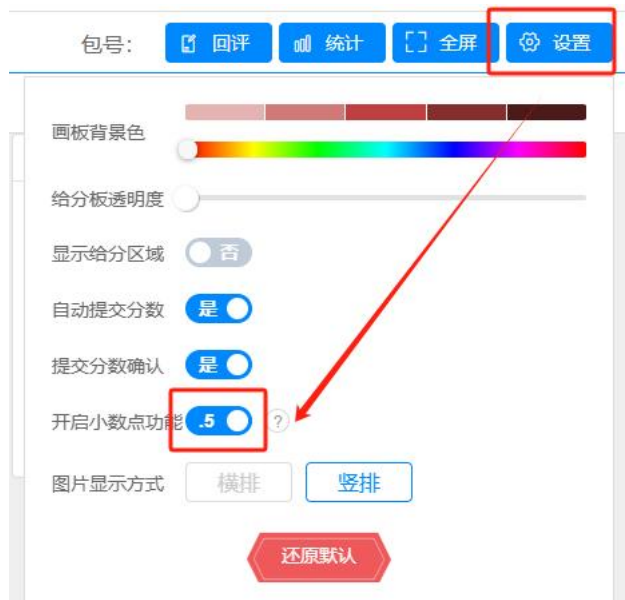 包号： 回评 统计 全屏 设置
画板背景色
给分板透明度
显示给分区域 否
自动提交分数 是
提交分数确认 是
开启小数点功能 .5 ?
图片显示方式 横排 竖排
还原默认